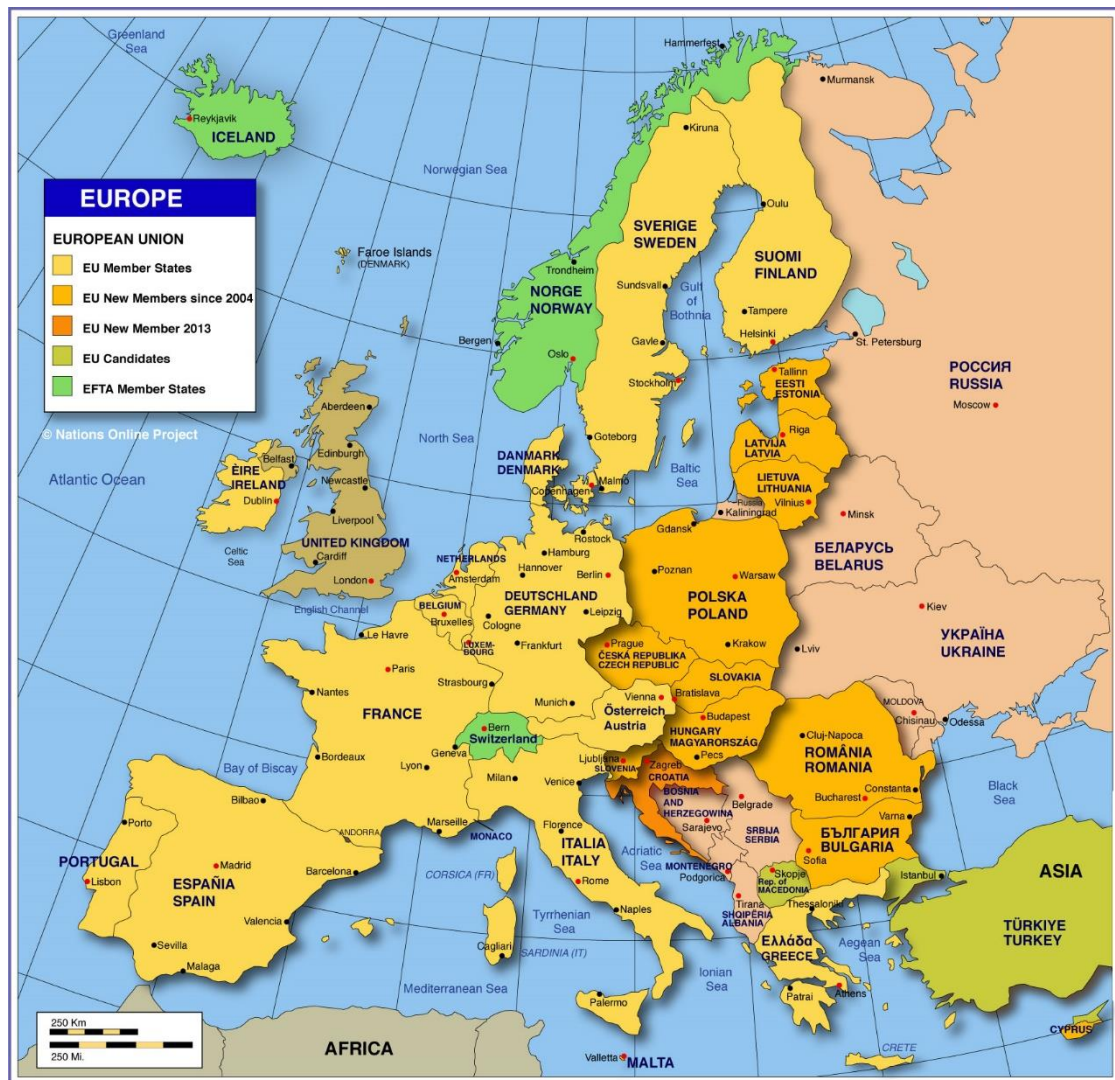 Greenland
Sea
Hammerfest
Murmansk
Reykjavik
ICELAND
Kiruna
Norwegian Sea
EUROPE
EUROPEAN UNION
EU Member States
EU New Members since 2004
EU New Member 2013
EU Candidates
EFTA Member States
© Nations Online Project
Faroe Islands
(DENMARK)
Oulu
SVERIGE
SWEDEN
SUOMI
FINLAND
Trondheim
Sundsvall
Gulf
of
Bothnia
NORGE
NORWAY
Tampere
Bergen
Oslo
Gavle
Helsinki
St. Petersburg
Stockholm
Tallinn
EESTI
ESTONIA
РОССИЯ
RUSSIA
Moscow
Aberdeen
North Sea
Goteborg
Riga
LATVIJA
LATVIA
Edinburgh
Belfast
Newcastle
DANMARK
DENMARK
Baltic
Sea
LIETUVA
LITHUANIA
Atlantic Ocean
ÈIRE
IRELAND
Dublin
Copenhagen
Malmö
Vilnius
Russia
Kaliningrad
Minsk
Liverpool
Gdansk
Celtic
Sea
UNITED KINGDOM
Cardiff
London
Rostock
Hamburg
БЕЛАРУСЬ
BELARUS
NETHERLANDS
Amsterdam
Hannover
Berlin
Poznan
Warsaw
English Channel
BELGIUM
Bruxelles
DEUTSCHLAND
GERMANY
Leipzig
POLSKA
POLAND
Kiev
Le Havre
Cologne
LUXEM-
BOURG
Frankfurt
Prague
ČESKÁ REPUBLIKA
CZECH REPUBLIC
Krakow
Lviv
УКРАЇНА
UKRAINE
Paris
Strasbourg
SLOVAKIA
Nantes
FRANCE
Munich
Vienna
Bratislava
Österreich
Austria
Budapest
HUNGARY
MAGYARORSZÁG
Pecs
MOLDOVA
Chisinau
Odessa
Bern
Switzerland
Geneva
Cluj-Napoca
ROMÂNIA
ROMANIA
Bay of Biscay
Bordeaux
Lyon
Milan
Venice
Ljubljana
SLOVENIA
Zagreb
CROATIA
BOSNIA
AND
HERZEGOWINA
Belgrade
Sarajevo
SRBIJA
SERBIA
Bucharest
Constanta
Black
Sea
Bilbao
Porto
ANDORRA
Marseille
MONACO
Florence
ITALIA
ITALY
Adriatic
Sea
MONTENEGRO
Podgorica
Varna
БЪЛГАРИЯ
BULGARIA
Sofia
PORTUGAL
Lisbon
Madrid
Barcelona
CORSICA (FR)
Rome
Skopje
Rep. of
MACEDONIA
Istanbul
ASIA
ESPAÑIA
SPAIN
Valencia
Tyrrhenian
Sea
Naples
Tirana
SHQIPËRIA
ALBANIA
Thessaloniki
TÜRKIYE
TURKEY
Sevilla
Malaga
Cagliari
SARDINIA (IT)
Ελλάδα
GREECE
Aegean
Sea
Mediterranean Sea
Palermo
Ionian
Sea
Patrai
Athens
250 Km
250 Mi.
AFRICA
Valletta
MALTA
CRETE
CYPRUS